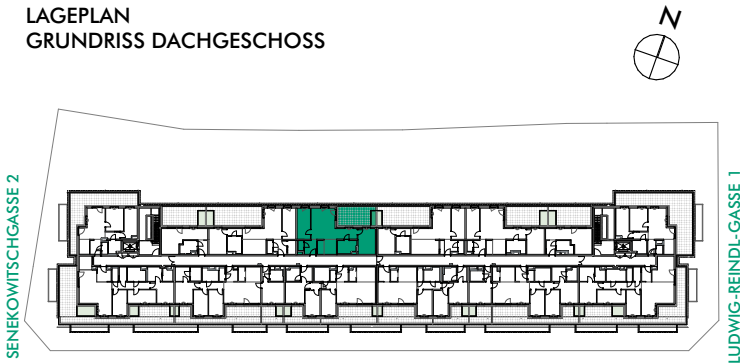 LAGEPLAN
GRUNDRISS DACHGESCHOSS
N
SENEKOWITSCHGASSE 2
LUDWIG-REINDL-GASSE 1